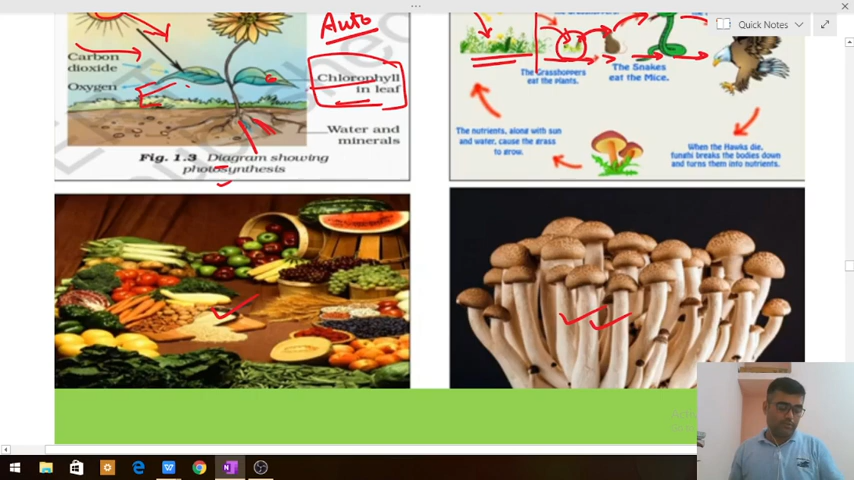 Quick Notes
Auto
Carbon
dioxide
Oxygen
Chlorophyll
in leaf
Water and
minerals
Fig. 1.3 Diagram showing
photosynthesis
The Grasshoppers
eat the plants.
The Snakes
eat the Mice.
The nutrients, along with sun
and water, cause the grass
to grow.
When the Hawks die,
funghi breaks the bodies down
and turns them into nutrients.